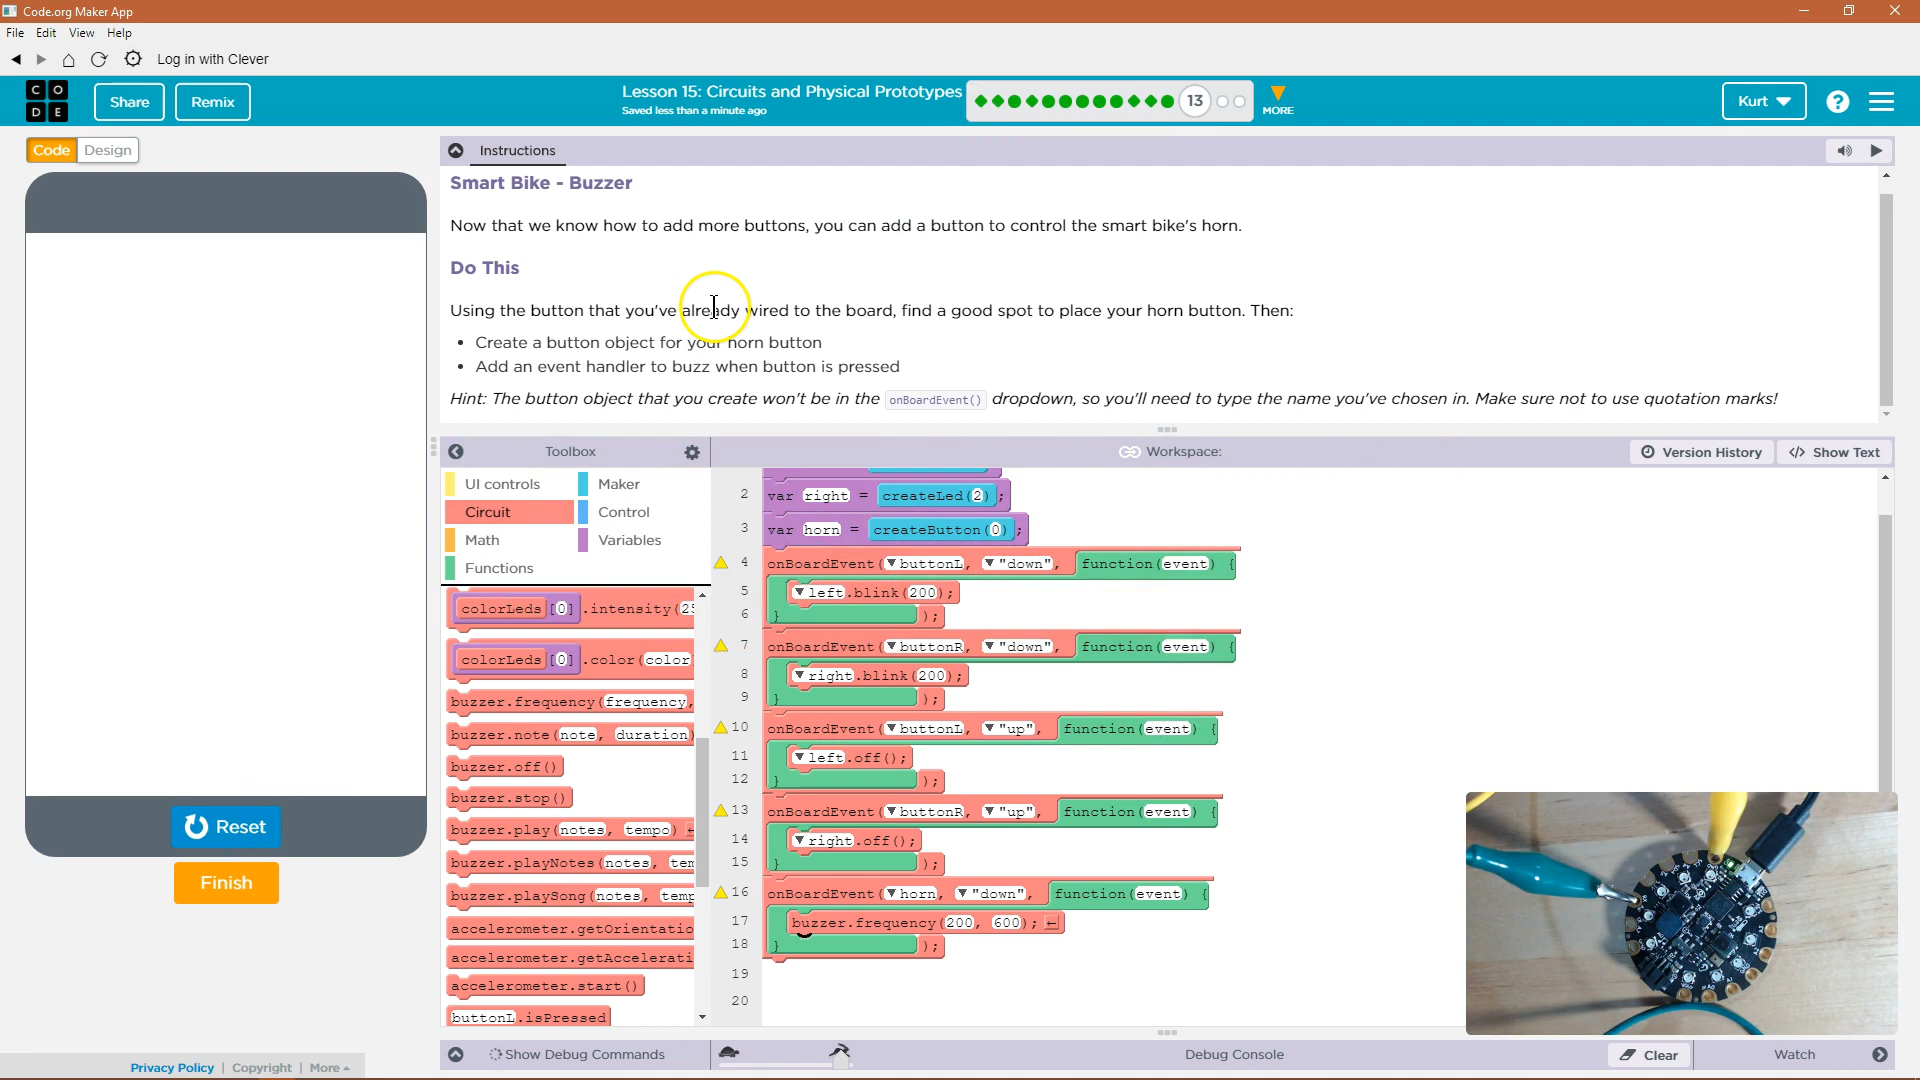 Code.org Maker App
File Edit View Help
Log in with Clever
CODE
Share
Remix
Lesson 15: Circuits and Physical Prototypes
Saved less than a minute ago
13
MORE
Kurt
?
Code
Design
Instructions
Smart Bike - Buzzer
Now that we know how to add more buttons, you can add a button to control the smart bike's horn.
Do This
Using the button that you've already wired to the board, find a good spot to place your horn button. Then:
• Create a button object for your horn button
• Add an event handler to buzz when button is pressed
Hint: The button object that you create won't be in the onBoardEvent() dropdown, so you'll need to type the name you've chosen in. Make sure not to use quotation marks!
Toolbox
Workspace:
Version History
</> Show Text
UI controls
Maker
Circuit
Control
Math
Variables
Functions
colorLeds[0].intensity(25
colorLeds[0].color(color
buzzer.frequency(frequency,
buzzer.note(note, duration)
buzzer.off()
buzzer.stop()
buzzer.play(notes, tempo)
buzzer.playNotes(notes, tem
buzzer.playSong(notes, temp
accelerometer.getOrientatio
accelerometer.getAccelerati
accelerometer.start()
buttonL.isPressed
2 var right = createLed(2);
3 var horn = createButton(0);
4 onBoardEvent(▼buttonL, ▼"down", function(event) {
5 ▼left.blink(200);
6 } );
7 onBoardEvent(▼buttonR, ▼"down", function(event) {
8 ▼right.blink(200);
9 } );
10 onBoardEvent(▼buttonL, ▼"up", function(event) {
11 ▼left.off();
12 } );
13 onBoardEvent(▼buttonR, ▼"up", function(event) {
14 ▼right.off();
15 } );
16 onBoardEvent(▼horn, ▼"down", function(event) {
17 buzzer.frequency(200, 600);
18 } );
19
20
Reset
Finish
Show Debug Commands
Debug Console
Clear
Watch
Privacy Policy | Copyright | More